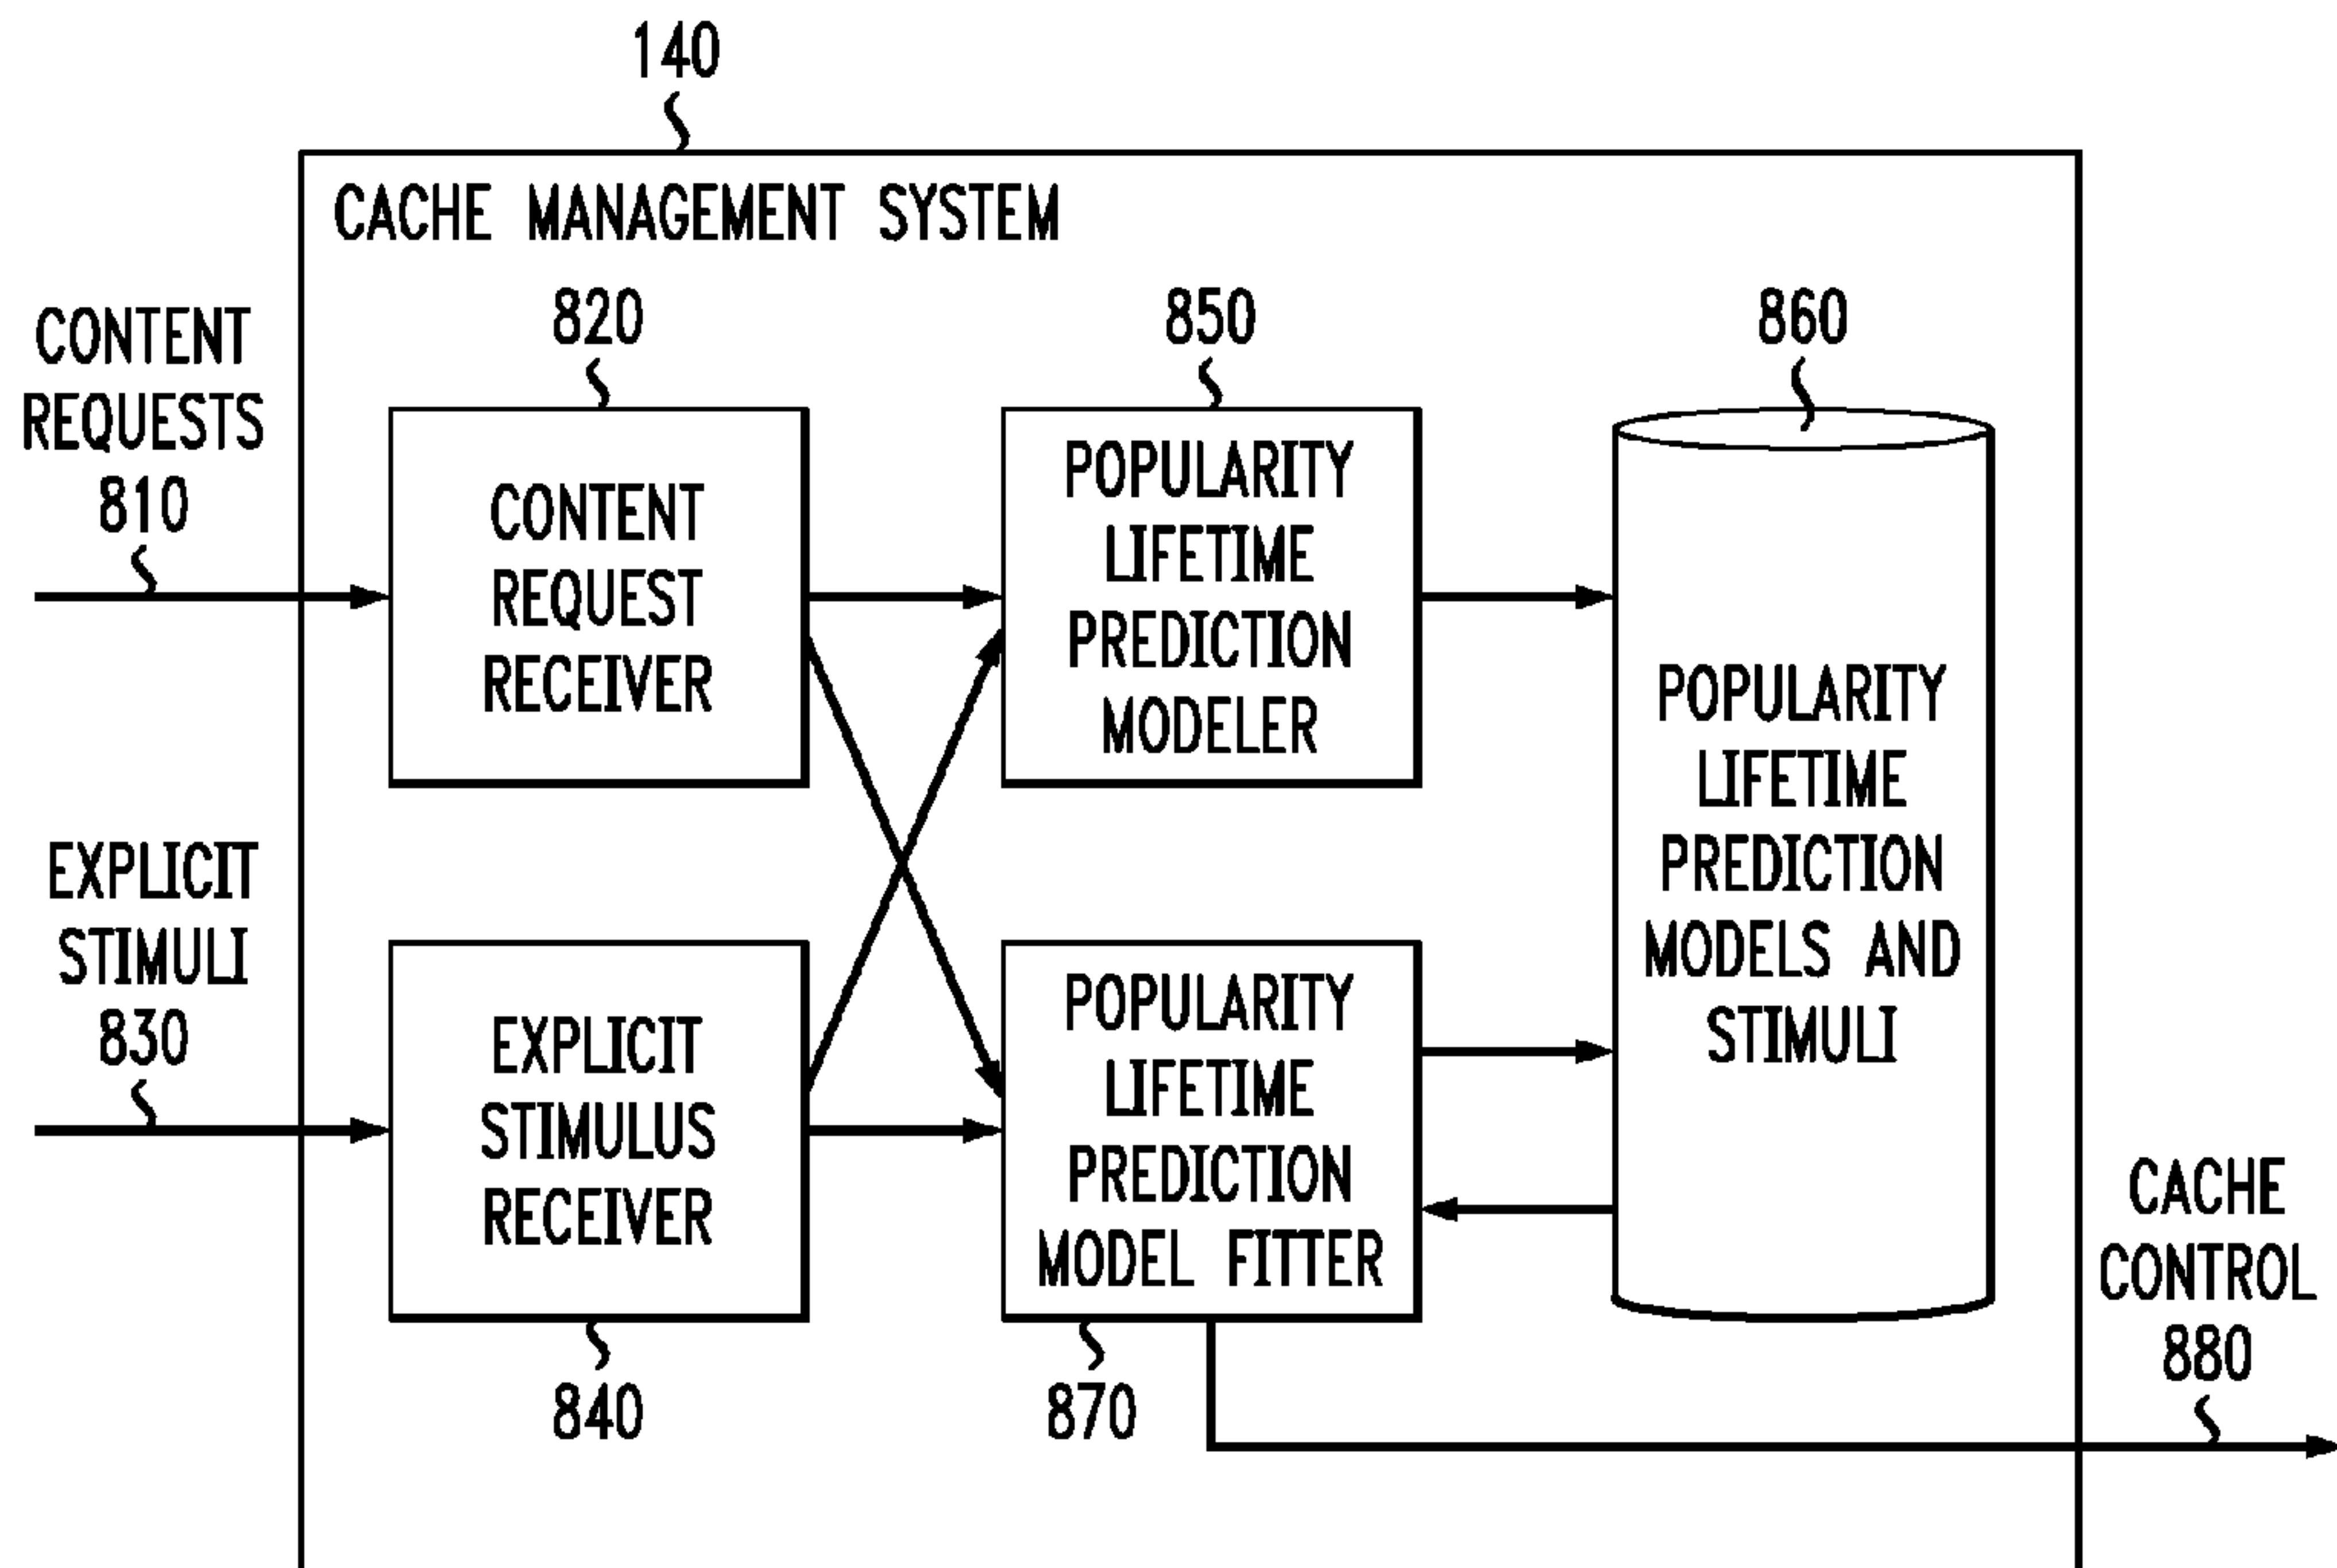 140
CACHE MANAGEMENT SYSTEM
CONTENT
REQUESTS
810
820
CONTENT
REQUEST
RECEIVER
850
POPULARITY
LIFETIME
PREDICTION
MODELER
860
POPULARITY
LIFETIME
PREDICTION
MODELS AND
STIMULI
EXPLICIT
STIMULI
830
EXPLICIT
STIMULUS
RECEIVER
840
POPULARITY
LIFETIME
PREDICTION
MODEL FITTER
870
CACHE
CONTROL
880